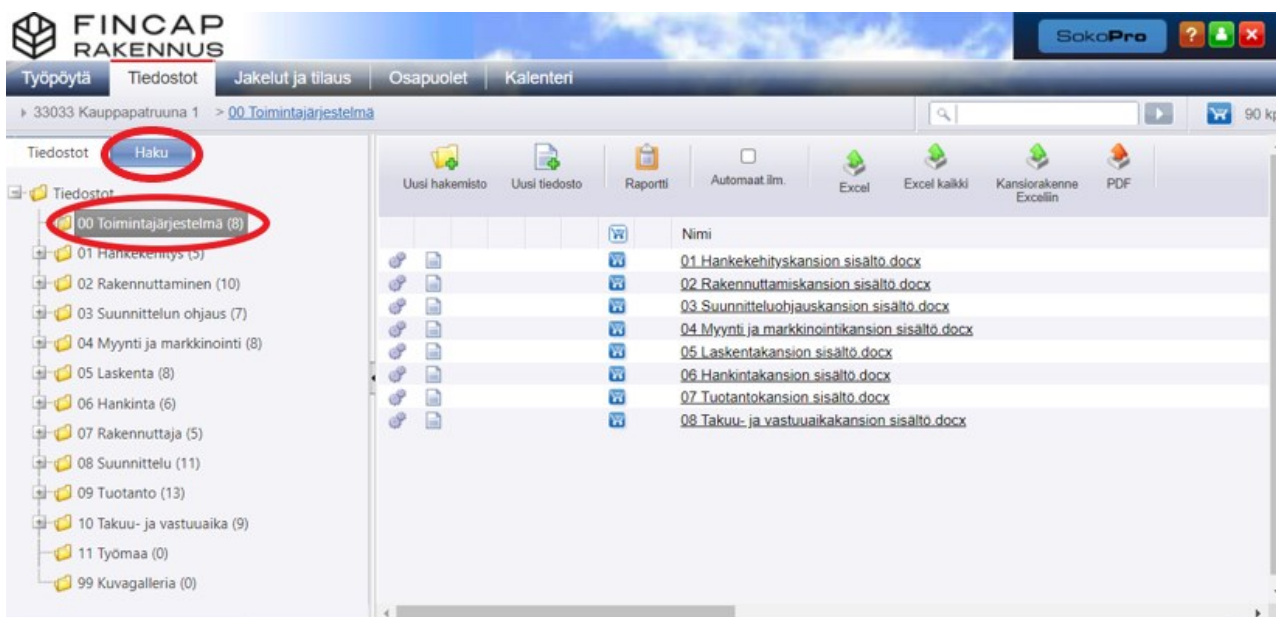 FINCAP
RAKENNUS
SokoPro
?
Työpöytä Tiedostot Jakelut ja tilaus Osapuolet Kalenteri
33033 Kauppapatruuna 1 > 00 Toimintajärjestelmä
90 kp
Tiedostot Haku
Uusi hakemisto Uusi tiedosto Raportti Automaat.ilm. Excel Excel kaikki Kansiorakenne Exceliin PDF
Tiedostot
00 Toimintajärjestelmä (8)
01 Hankekehitys (5)
02 Rakennuttaminen (10)
03 Suunnittelun ohjaus (7)
04 Myynti ja markkinointi (8)
05 Laskenta (8)
06 Hankinta (6)
07 Rakennuttaja (5)
08 Suunnittelu (11)
09 Tuotanto (13)
10 Takuu- ja vastuuaika (9)
11 Työmaa (0)
99 Kuvagalleria (0)
Nimi
01 Hankekehityskansion sisältö.docx
02 Rakennuttamiskansion sisältö.docx
03 Suunnitteluohjauskansion sisältö.docx
04 Myynti ja markkinointikansion sisältö.docx
05 Laskentakansion sisältö.docx
06 Hankintakansion sisältö.docx
07 Tuotantokansion sisältö.docx
08 Takuu- ja vastuuaikakansion sisältö.docx